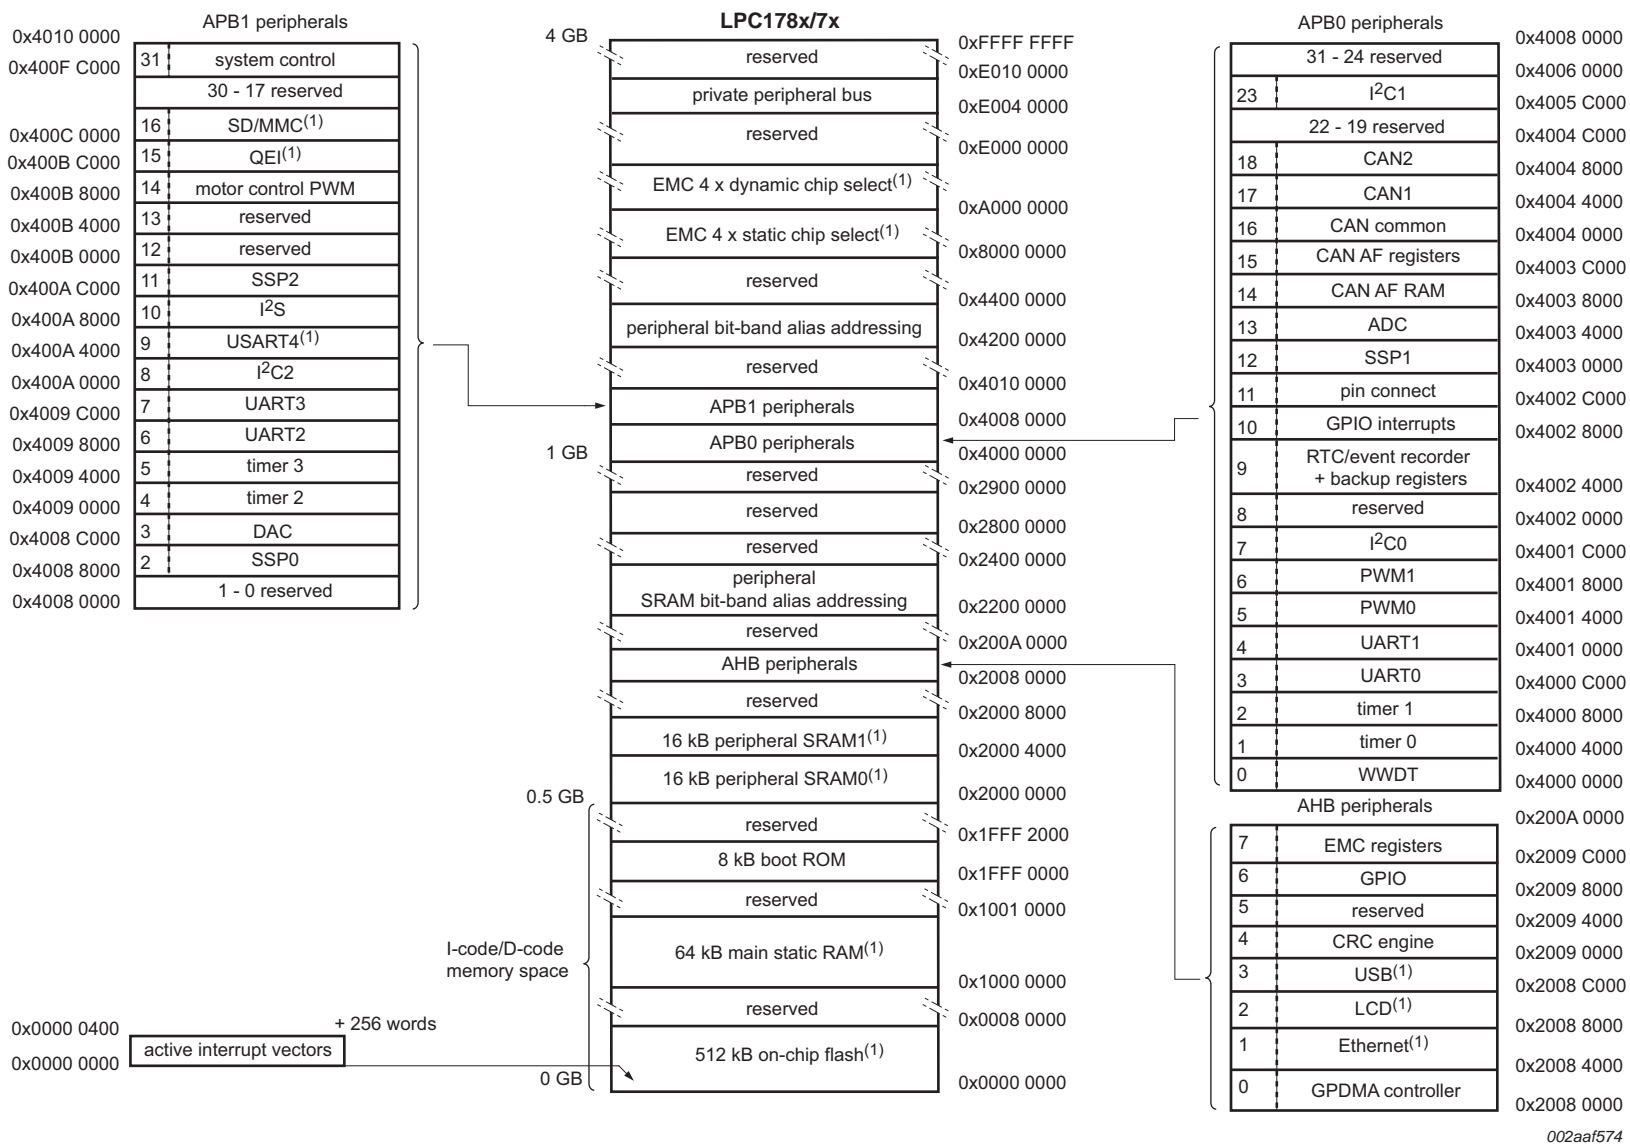 LPC178x/7x
APB1 peripherals
0x4010 0000
31 system control
0x400F C000
30 - 17 reserved
16 SD/MMC(1)
0x400C 0000
15 QEI(1)
0x400B C000
14 motor control PWM
0x400B 8000
13 reserved
0x400B 4000
12 reserved
0x400B 0000
11 SSP2
0x400A C000
10 I2S
0x400A 8000
9 USART4(1)
0x400A 4000
8 I2C2
0x400A 0000
7 UART3
0x4009 C000
6 UART2
0x4009 8000
5 timer 3
0x4009 4000
4 timer 2
0x4009 0000
3 DAC
0x4008 C000
2 SSP0
0x4008 8000
1 - 0 reserved
0x4008 0000
+ 256 words
0x0000 0400
active interrupt vectors
0x0000 0000
4 GB
0xFFFF FFFF
reserved
0xE010 0000
private peripheral bus
0xE004 0000
reserved
0xE000 0000
EMC 4 x dynamic chip select(1)
0xA000 0000
EMC 4 x static chip select(1)
0x8000 0000
reserved
0x4400 0000
peripheral bit-band alias addressing
0x4200 0000
reserved
0x4010 0000
APB1 peripherals
0x4008 0000
APB0 peripherals
1 GB
0x4000 0000
reserved
0x2900 0000
reserved
0x2800 0000
reserved
0x2400 0000
peripheral
SRAM bit-band alias addressing
0x2200 0000
reserved
0x200A 0000
AHB peripherals
0x2008 0000
reserved
0x2000 8000
16 kB peripheral SRAM1(1)
0x2000 4000
16 kB peripheral SRAM0(1)
0.5 GB
0x2000 0000
reserved
0x1FFF 2000
8 kB boot ROM
0x1FFF 0000
reserved
0x1001 0000
I-code/D-code
memory space
64 kB main static RAM(1)
0x1000 0000
reserved
0x0008 0000
512 kB on-chip flash(1)
0 GB
0x0000 0000
APB0 peripherals
0x4008 0000
31 - 24 reserved
0x4006 0000
23 I2C1
0x4005 C000
22 - 19 reserved
0x4004 C000
18 CAN2
0x4004 8000
17 CAN1
0x4004 4000
16 CAN common
0x4004 0000
15 CAN AF registers
0x4003 C000
14 CAN AF RAM
0x4003 8000
13 ADC
0x4003 4000
12 SSP1
0x4003 0000
11 pin connect
0x4002 C000
10 GPIO interrupts
0x4002 8000
9 RTC/event recorder
+ backup registers
0x4002 4000
8 reserved
0x4002 0000
7 I2C0
0x4001 C000
6 PWM1
0x4001 8000
5 PWM0
0x4001 4000
4 UART1
0x4001 0000
3 UART0
0x4000 C000
2 timer 1
0x4000 8000
1 timer 0
0x4000 4000
0 WWDT
0x4000 0000
AHB peripherals
0x200A 0000
7 EMC registers
0x2009 C000
6 GPIO
0x2009 8000
5 reserved
0x2009 4000
4 CRC engine
0x2009 0000
3 USB(1)
0x2008 C000
2 LCD(1)
0x2008 8000
1 Ethernet(1)
0x2008 4000
0 GPDMA controller
0x2008 0000
002aaf574